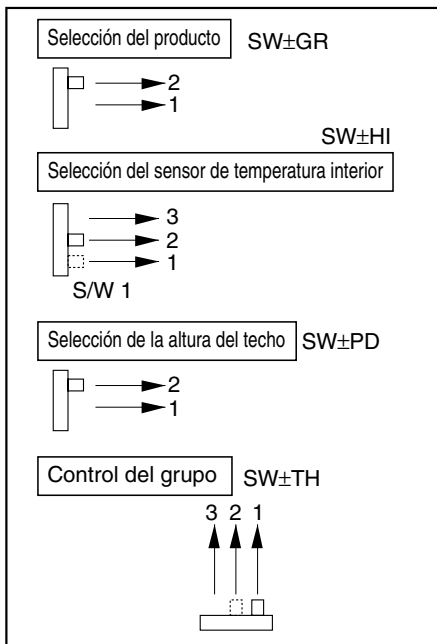 Selección del producto SW±GR
2
1
SW±HI
Selección del sensor de temperatura interior
3
2
1
S/W 1
Selección de la altura del techo SW±PD
2
1
Control del grupo SW±TH
3 2 1